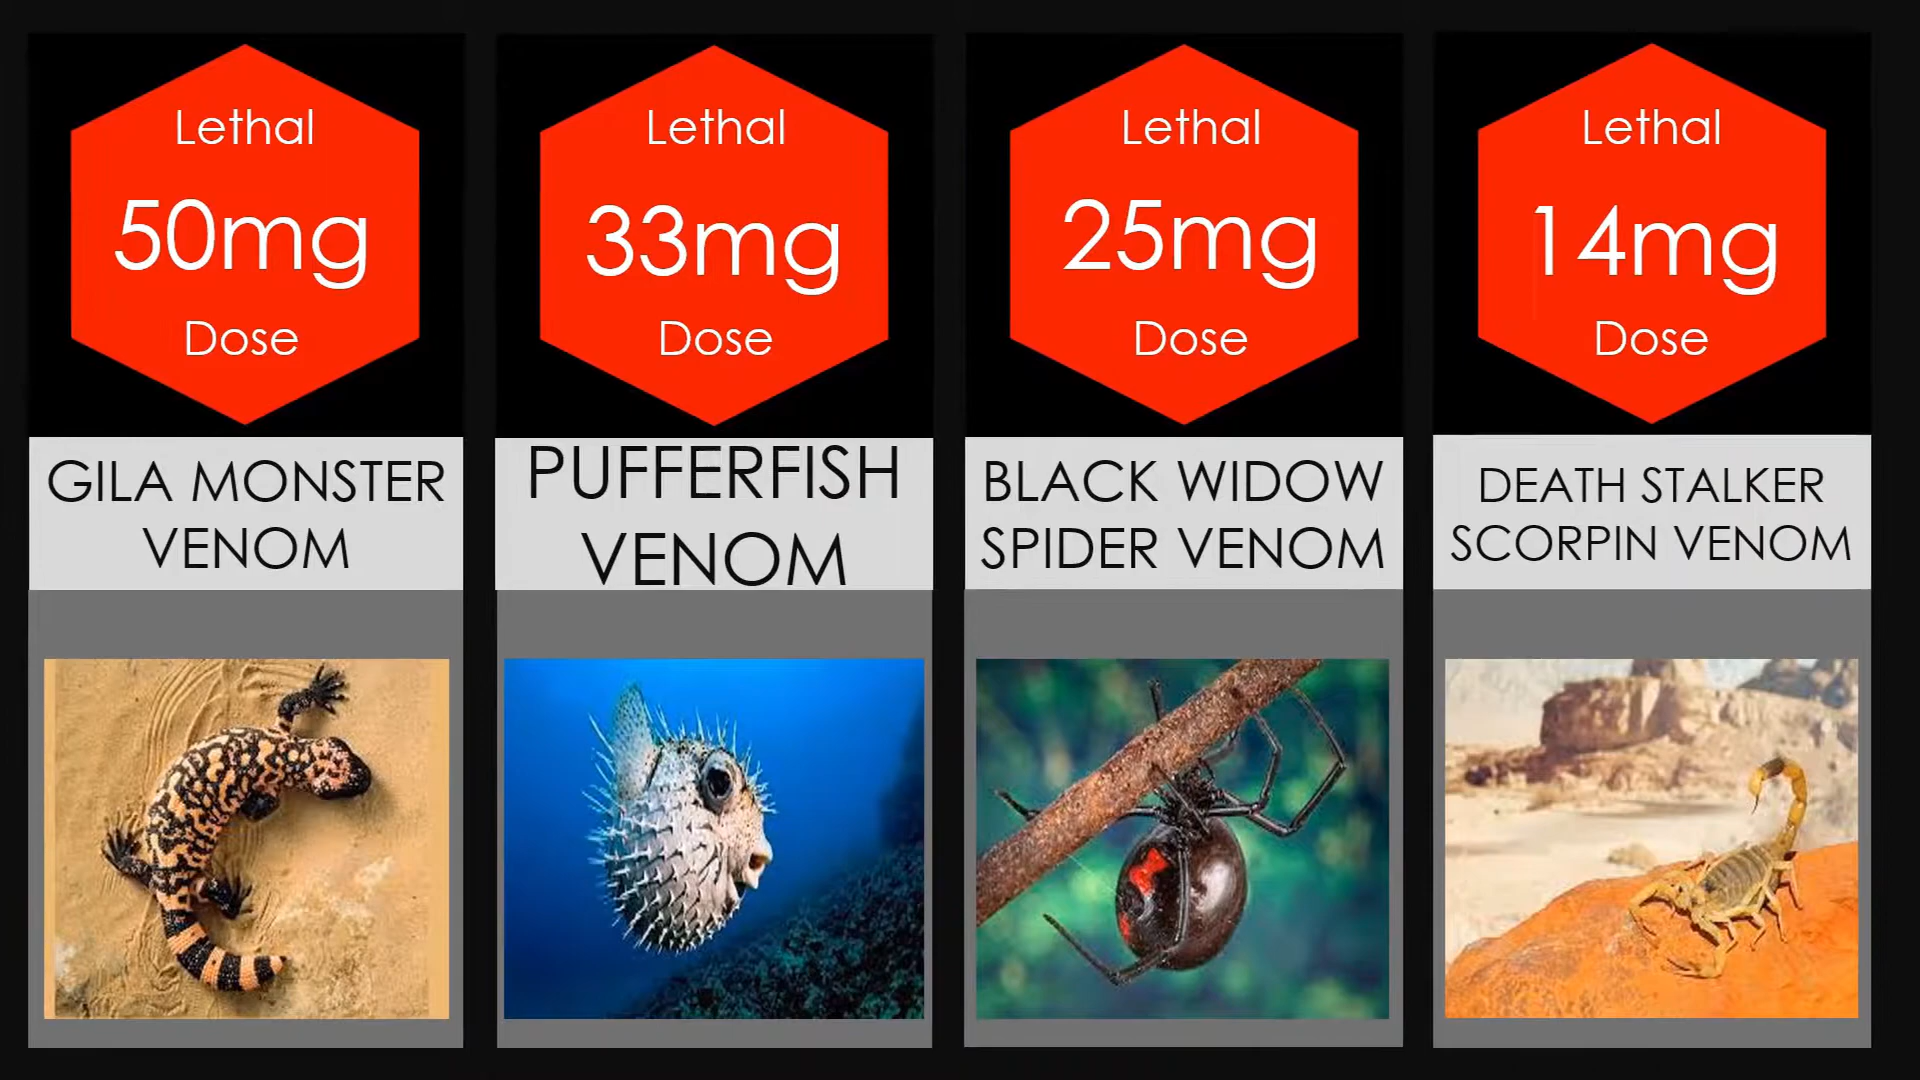 Lethal
50mg
Dose
GILA MONSTER
VENOM
Lethal
33mg
Dose
PUFFERFISH
VENOM
Lethal
25mg
Dose
BLACK WIDOW
SPIDER VENOM
Lethal
14mg
Dose
DEATH STALKER
SCORPIN VENOM